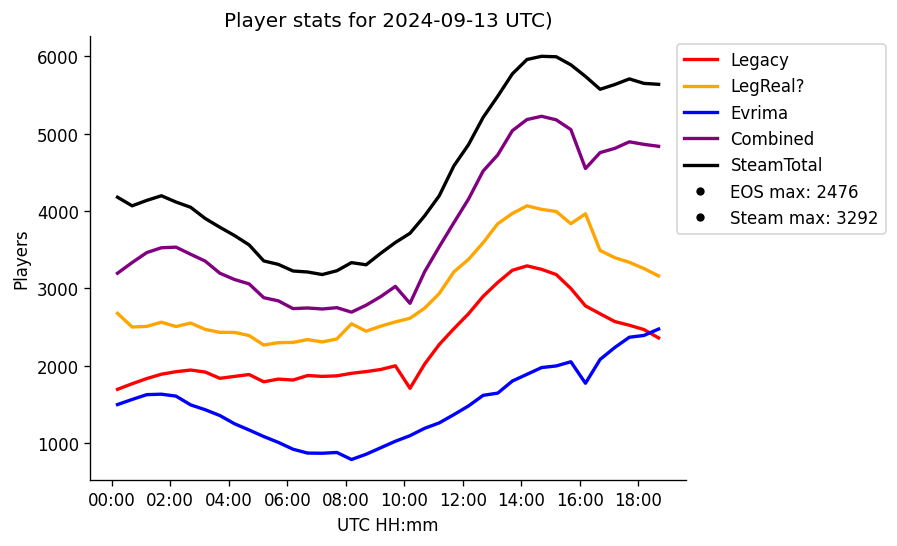 Player stats for 2024-09-13 UTC)
Legacy
LegReal?
Evrima
Combined
SteamTotal
EOS max: 2476
Steam max: 3292
Players
6000
5000
4000
3000
2000
1000
00:00 02:00 04:00 06:00 08:00 10:00 12:00 14:00 16:00 18:00
UTC HH:mm